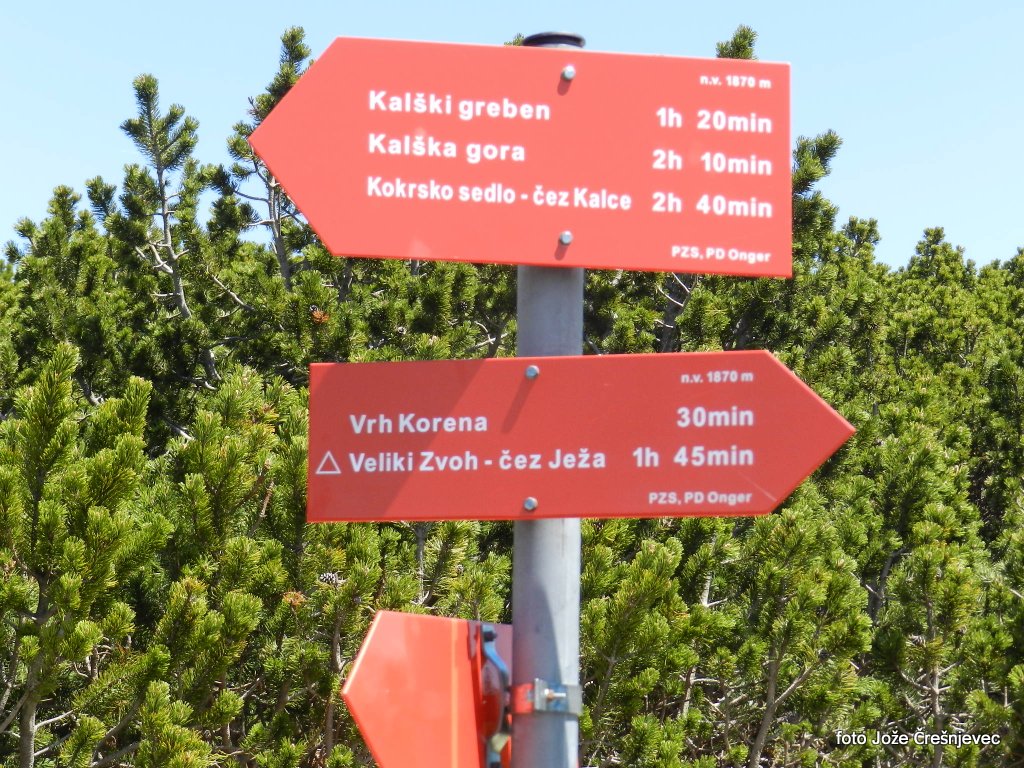 n.v. 1870 m
Kalški greben 1h 20min
Kalška gora 2h 10min
Kokrsko sedlo - čez Kalce 2h 40min
PZS, PD Onger
n.v. 1870 m
Vrh Korena 30min
Veliki Zvoh - čez Ježa 1h 45min
PZS, PD Onger
foto Jože Črešnjevec